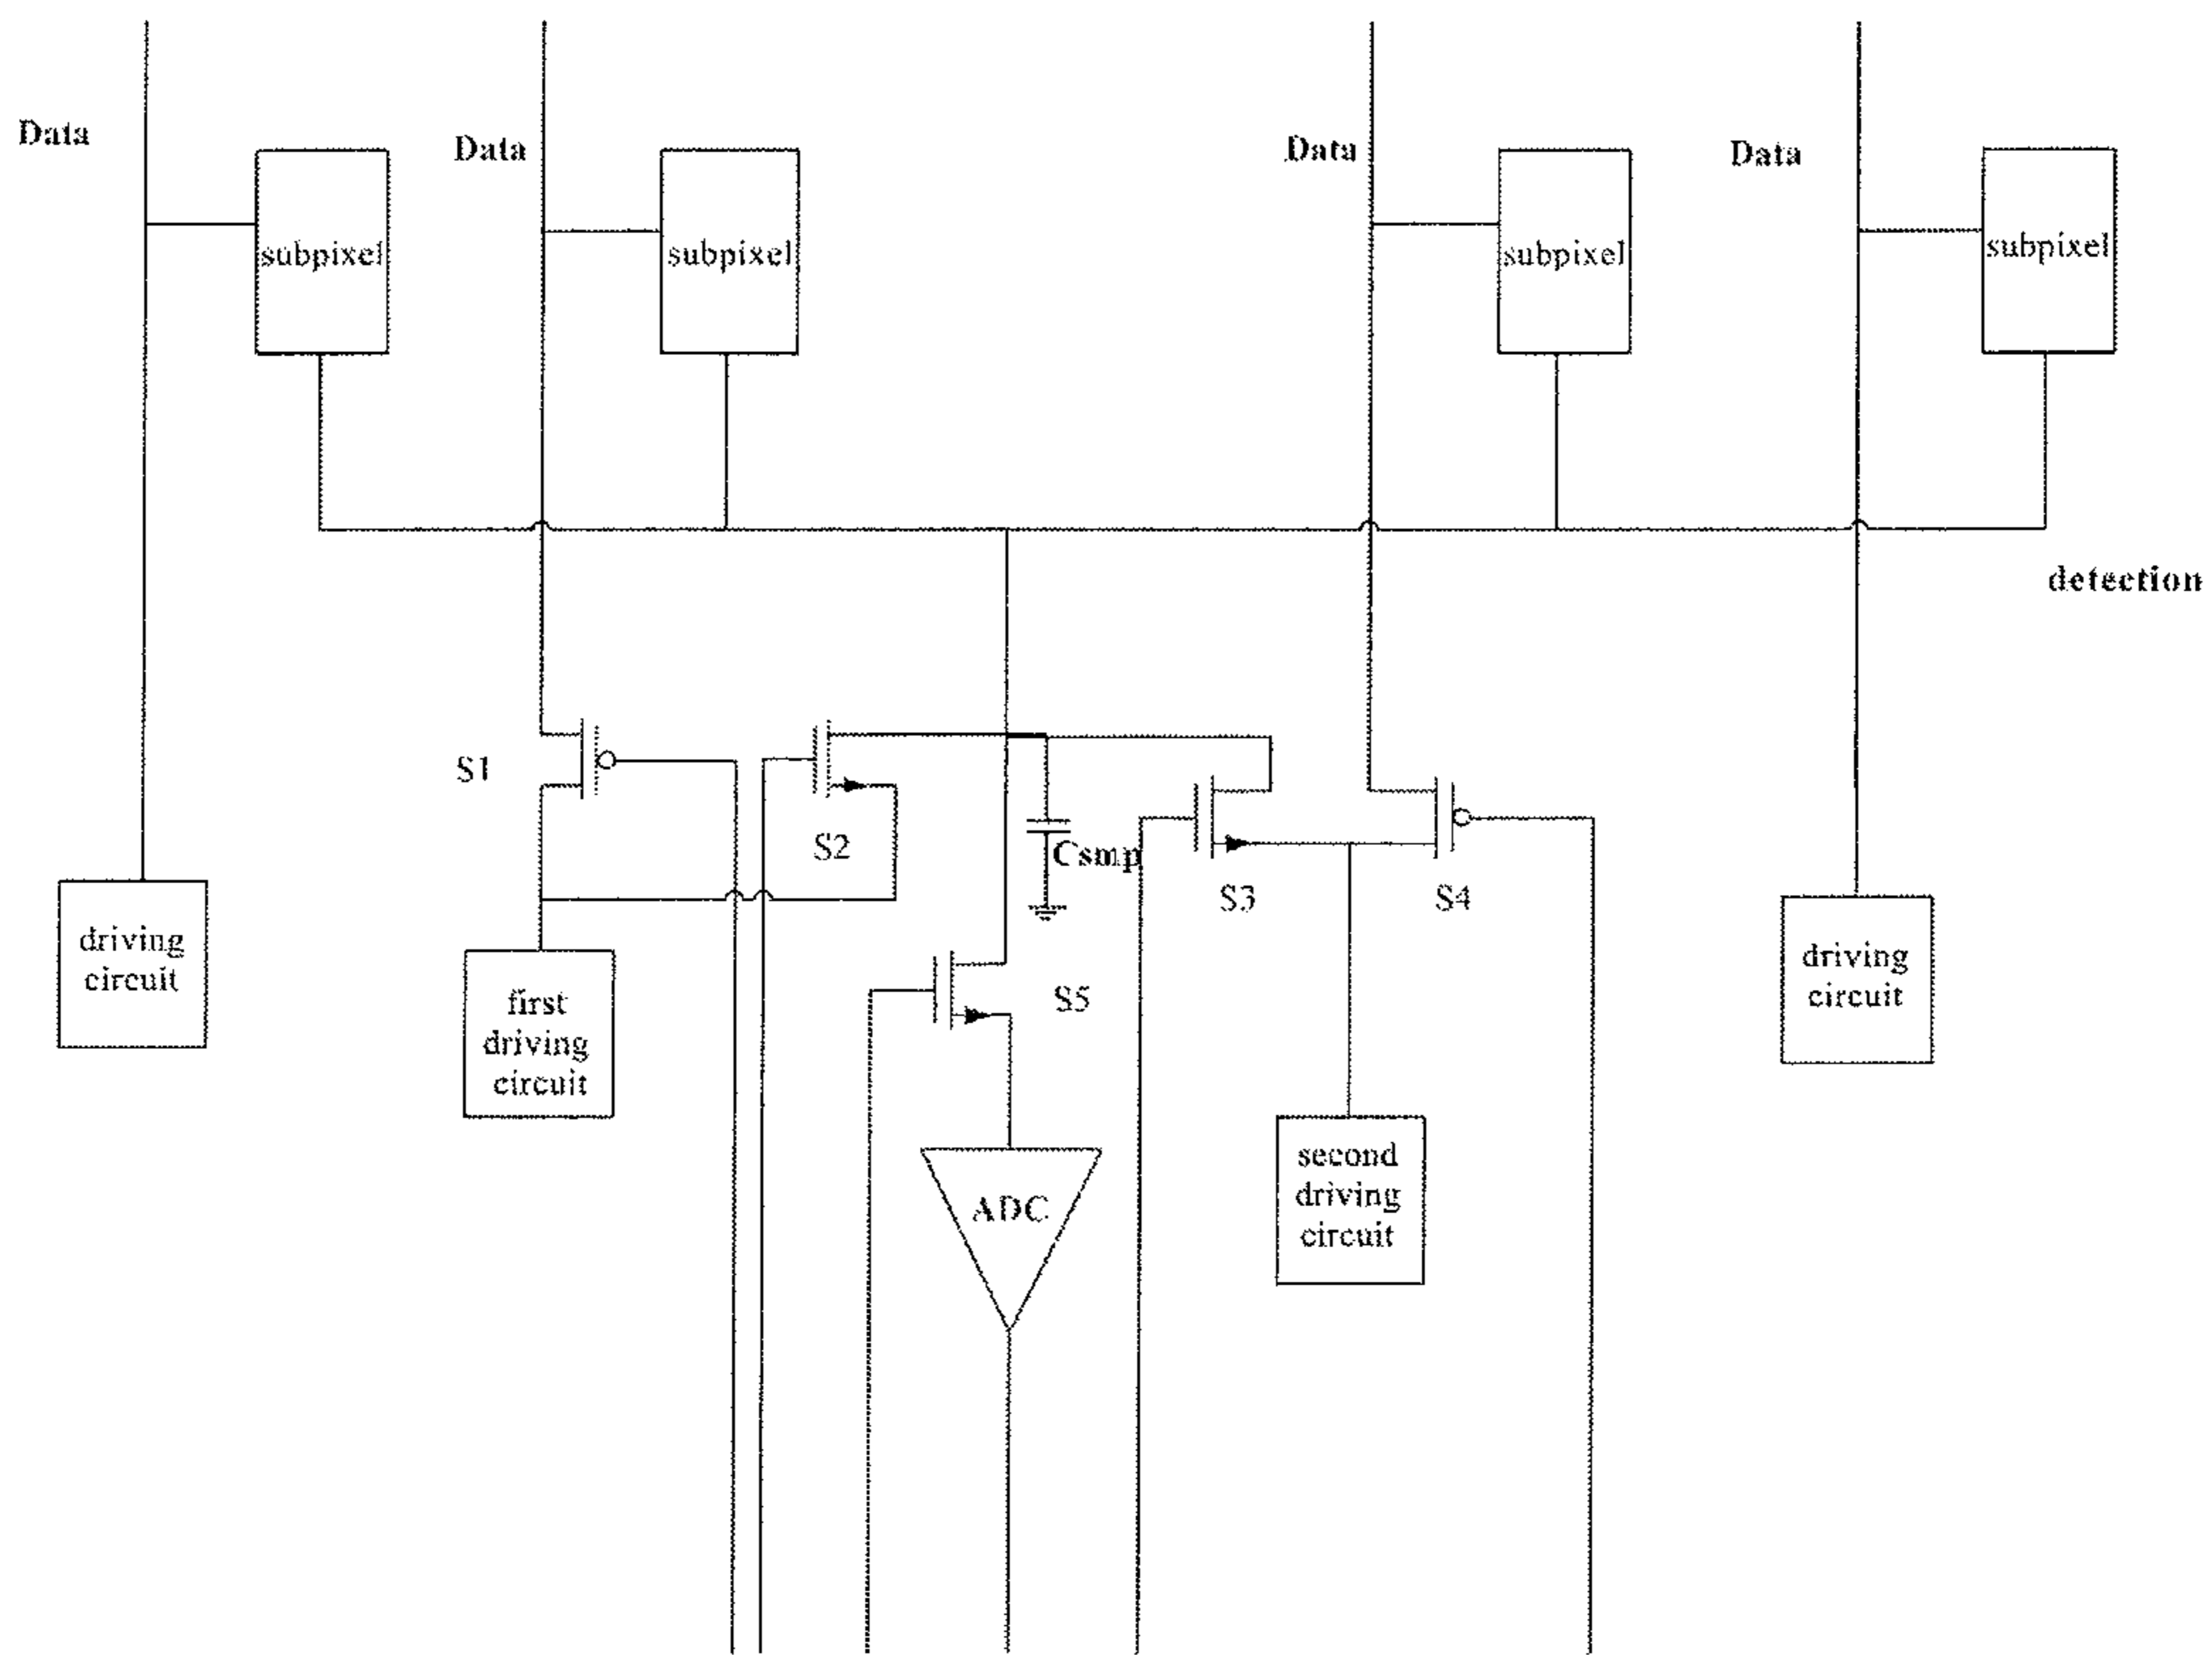 Data
Data
Data
Data
subpixel
subpixel
subpixel
subpixel
detection
S1
S2
Csmp
S3
S4
driving
circuit
first
driving
circuit
S5
driving
circuit
ADC
second
driving
circuit